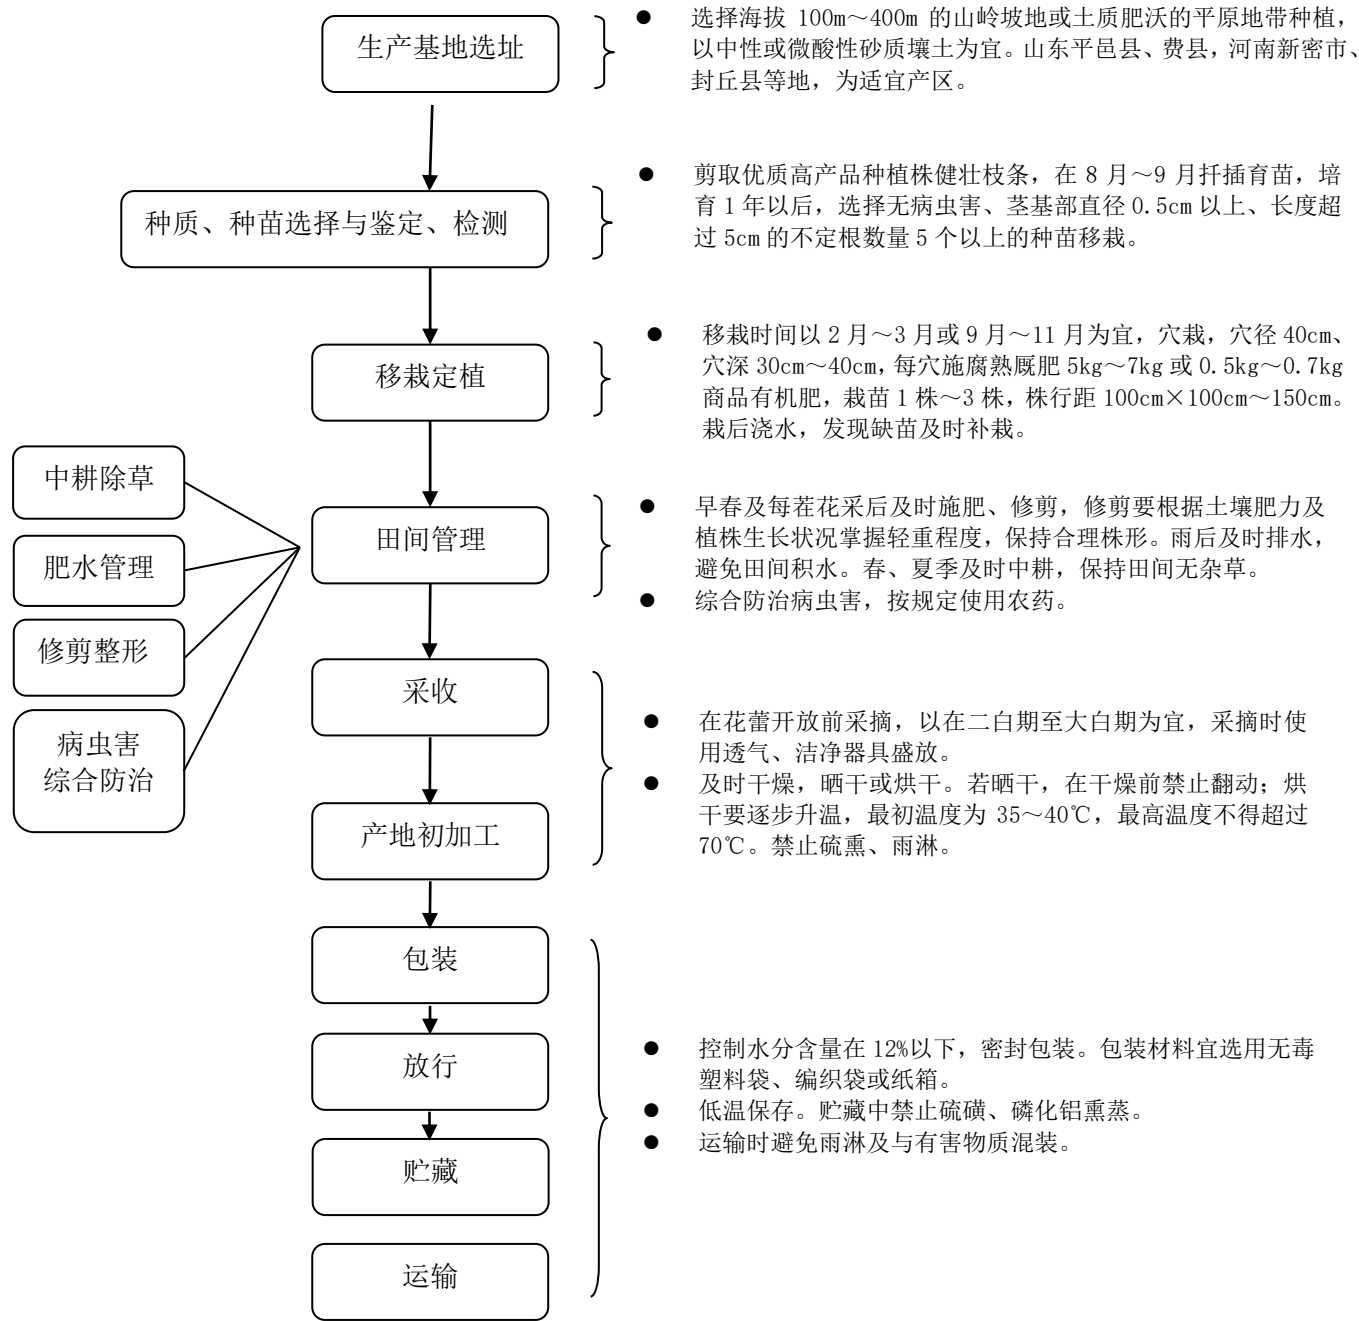 生产基地选址
● 选择海拔 100m～400m 的山岭坡地或土质肥沃的平原地带种植，
以中性或微酸性砂质壤土为宜。山东平邑县、费县，河南新密市、
封丘县等地，为适宜产区。
种质、种苗选择与鉴定、检测
● 剪取优质高产品种植株健壮枝条，在 8 月～9 月扦插育苗，培
育 1 年以后，选择无病虫害、茎基部直径 0.5cm 以上、长度超
过 5cm 的不定根数量 5 个以上的种苗移栽。
移栽定植
● 移栽时间以 2 月～3 月或 9 月～11 月为宜，穴栽，穴径 40cm、
穴深 30cm～40cm，每穴施腐熟厩肥 5kg～7kg 或 0.5kg～0.7kg
商品有机肥，栽苗 1 株～3 株，株行距 100cm×100cm～150cm。
栽后浇水，发现缺苗及时补栽。
中耕除草
肥水管理
修剪整形
病虫害
综合防治
田间管理
● 早春及每茬花采后及时施肥、修剪，修剪要根据土壤肥力及
植株生长状况掌握轻重程度，保持合理株形。雨后及时排水，
避免田间积水。春、夏季及时中耕，保持田间无杂草。
● 综合防治病虫害，按规定使用农药。
采收
产地初加工
● 在花蕾开放前采摘，以在二白期至大白期为宜，采摘时使
用透气、洁净器具盛放。
● 及时干燥，晒干或烘干。若晒干，在干燥前禁止翻动；烘
干要逐步升温，最初温度为 35～40℃，最高温度不得超过
70℃。禁止硫熏、雨淋。
包装
放行
贮藏
运输
● 控制水分含量在 12%以下，密封包装。包装材料宜选用无毒
塑料袋、编织袋或纸箱。
● 低温保存。贮藏中禁止硫磺、磷化铝熏蒸。
● 运输时避免雨淋及与有害物质混装。